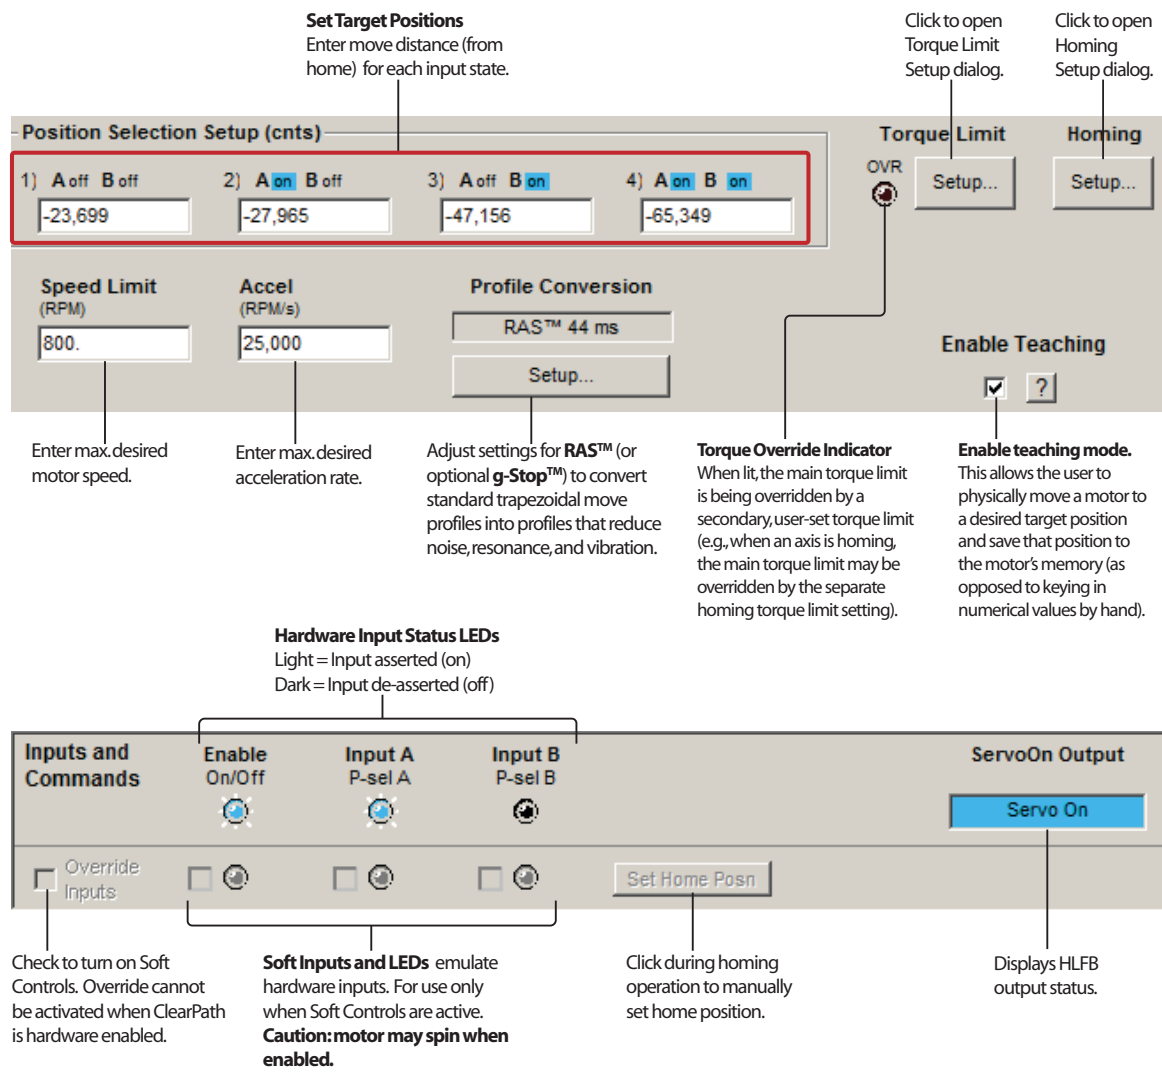 Set Target Positions
Enter move distance (from
home) for each input state.
Click to open
Torque Limit
Setup dialog.
Click to open
Homing
Setup dialog.
Position Selection Setup (cnts)
1) A off B off
2) A on B off
3) A off B on
4) A on B on
-23,699
-27,965
-47,156
-65,349
Torque Limit
OVR
Setup...
Homing
Setup...
Speed Limit
(RPM)
800.
Accel
(RPM/s)
25,000
Profile Conversion
RAS™ 44 ms
Setup...
Enable Teaching
?
Enter max. desired
motor speed.
Enter max. desired
acceleration rate.
Adjust settings for RAS™ (or
optional g-Stop™) to convert
standard trapezoidal move
profiles into profiles that reduce
noise, resonance, and vibration.
Torque Override Indicator
When lit, the main torque limit
is being overridden by a
secondary, user-set torque limit
(e.g., when an axis is homing,
the main torque limit may be
overridden by the separate
homing torque limit setting).
Enable teaching mode.
This allows the user to
physically move a motor to
a desired target position
and save that position to
the motor's memory (as
opposed to keying in
numerical values by hand).
Hardware Input Status LEDs
Light = Input asserted (on)
Dark = Input de-asserted (off)
Inputs and
Commands
Enable
On/Off
Input A
P-sel A
Input B
P-sel B
ServoOn Output
Servo On
Override
Inputs
Set Home Posn
Check to turn on Soft
Controls. Override cannot
be activated when ClearPath
is hardware enabled.
Soft Inputs and LEDs emulate
hardware inputs. For use only
when Soft Controls are active.
Caution: motor may spin when
enabled.
Click during homing
operation to manually
set home position.
Displays HLFB
output status.